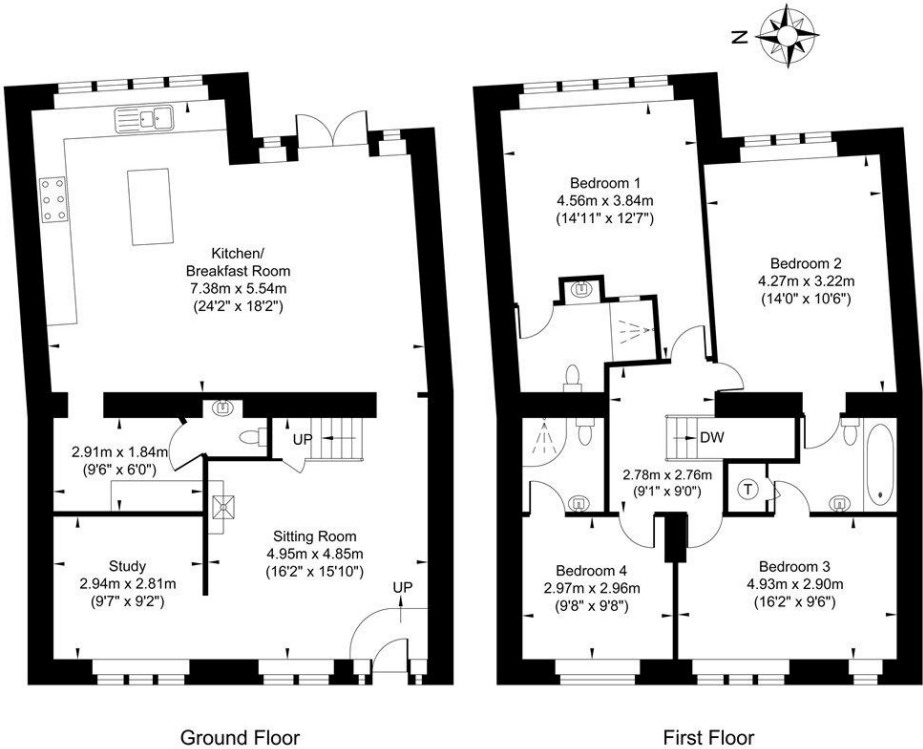 N
Kitchen/
Breakfast Room
7.38m x 5.54m
(24'2" x 18'2")
2.91m x 1.84m
(9'6" x 6'0")
UP
Sitting Room
4.95m x 4.85m
(16'2" x 15'10")
Study
2.94m x 2.81m
(9'7" x 9'2")
UP
Ground Floor
Bedroom 1
4.56m x 3.84m
(14'11" x 12'7")
Bedroom 2
4.27m x 3.22m
(14'0" x 10'6")
DW
2.78m x 2.76m
(9'1" x 9'0")
T
Bedroom 4
2.97m x 2.96m
(9'8" x 9'8")
Bedroom 3
4.93m x 2.90m
(16'2" x 9'6")
First Floor